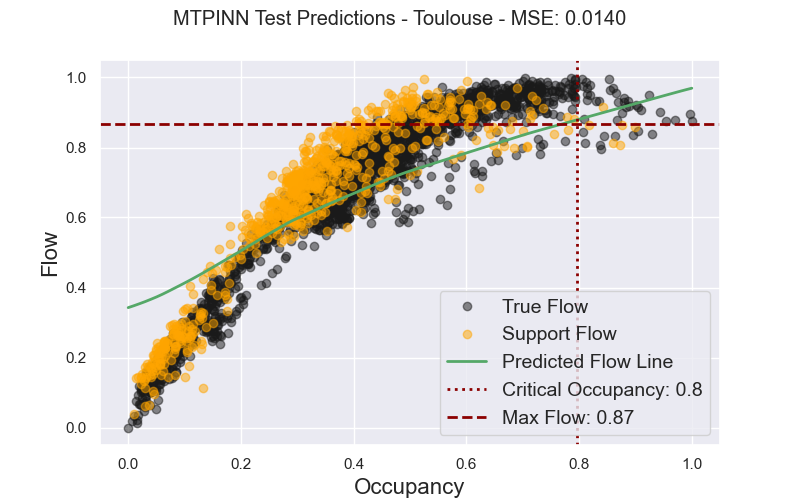 MTPINN Test Predictions - Toulouse - MSE: 0.0140
1.0
0.8
0.6
0.4
0.2
0.0
Flow
True Flow
Support Flow
Predicted Flow Line
Critical Occupancy: 0.8
Max Flow: 0.87
0.0 0.2 0.4 0.6 0.8 1.0
Occupancy